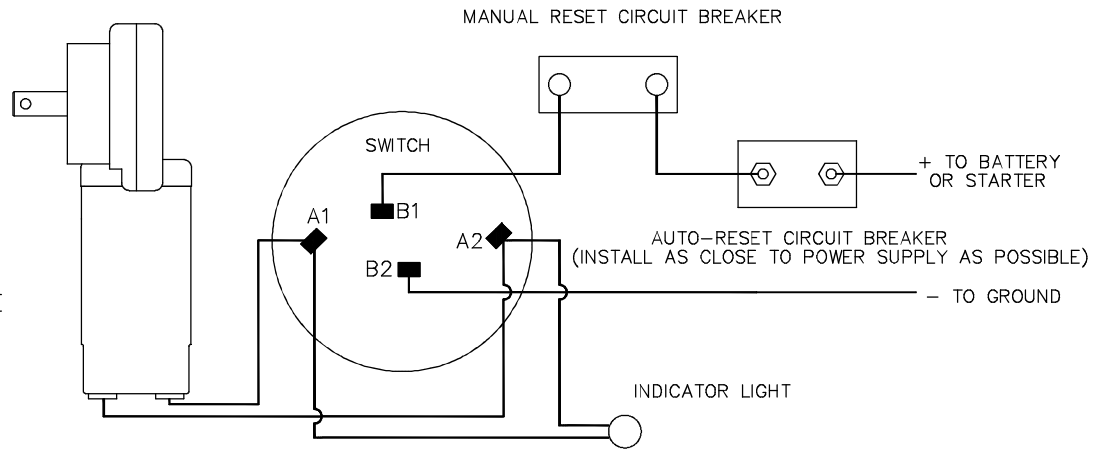 MANUAL RESET CIRCUIT BREAKER
SWITCH
+ TO BATTERY
OR STARTER
B1
A1
A2
AUTO-RESET CIRCUIT BREAKER
(INSTALL AS CLOSE TO POWER SUPPLY AS POSSIBLE)
B2
- TO GROUND
INDICATOR LIGHT